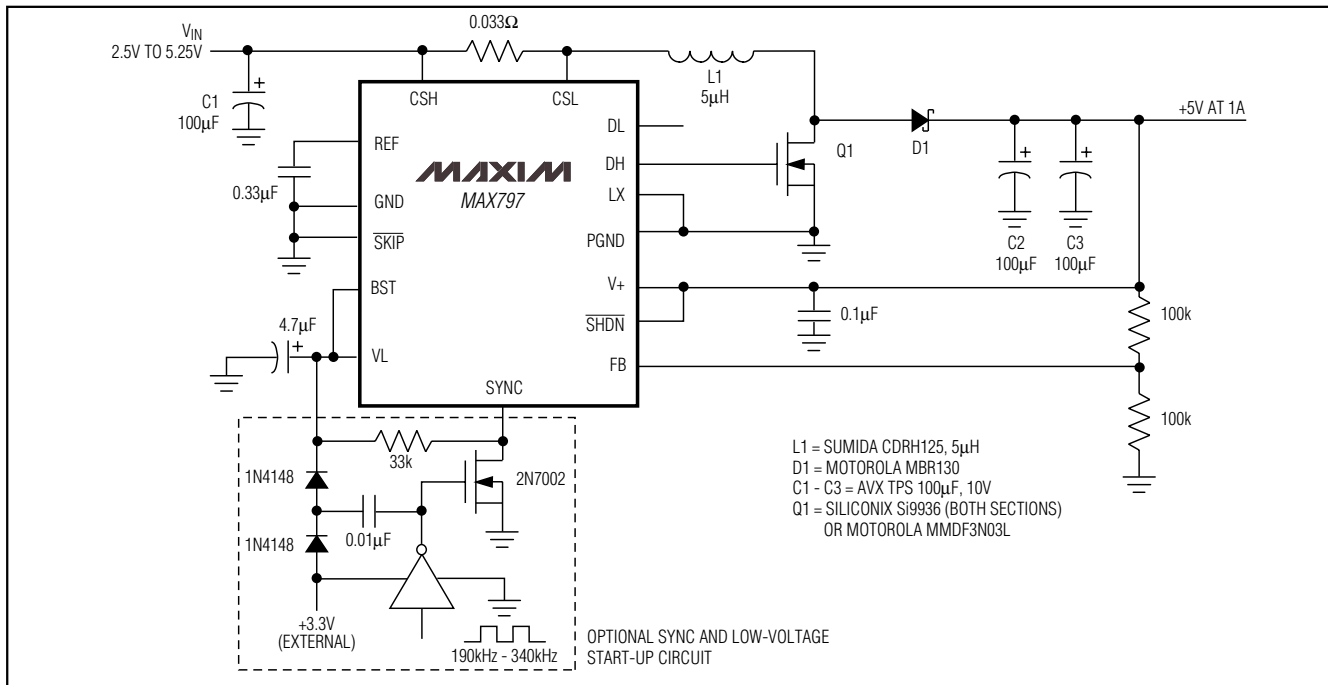 V_IN
2.5V TO 5.25V
0.033Ω
C1
100µF
CSH
CSL
L1
5µH
+5V AT 1A
DL
Q1
D1
REF
MAXIM
MAX797
DH
0.33µF
GND
LX
SKIP
PGND
C2
100µF
C3
100µF
BST
V+
0.1µF
SHDN
100k
4.7µF
VL
FB
SYNC
100k
33k
1N4148
2N7002
0.01µF
1N4148
+3.3V
(EXTERNAL)
190kHz - 340kHz
OPTIONAL SYNC AND LOW-VOLTAGE
START-UP CIRCUIT
L1 = SUMIDA CDRH125, 5µH
D1 = MOTOROLA MBR130
C1 - C3 = AVX TPS 100µF, 10V
Q1 = SILICONIX Si9936 (BOTH SECTIONS)
OR MOTOROLA MMDF3N03L